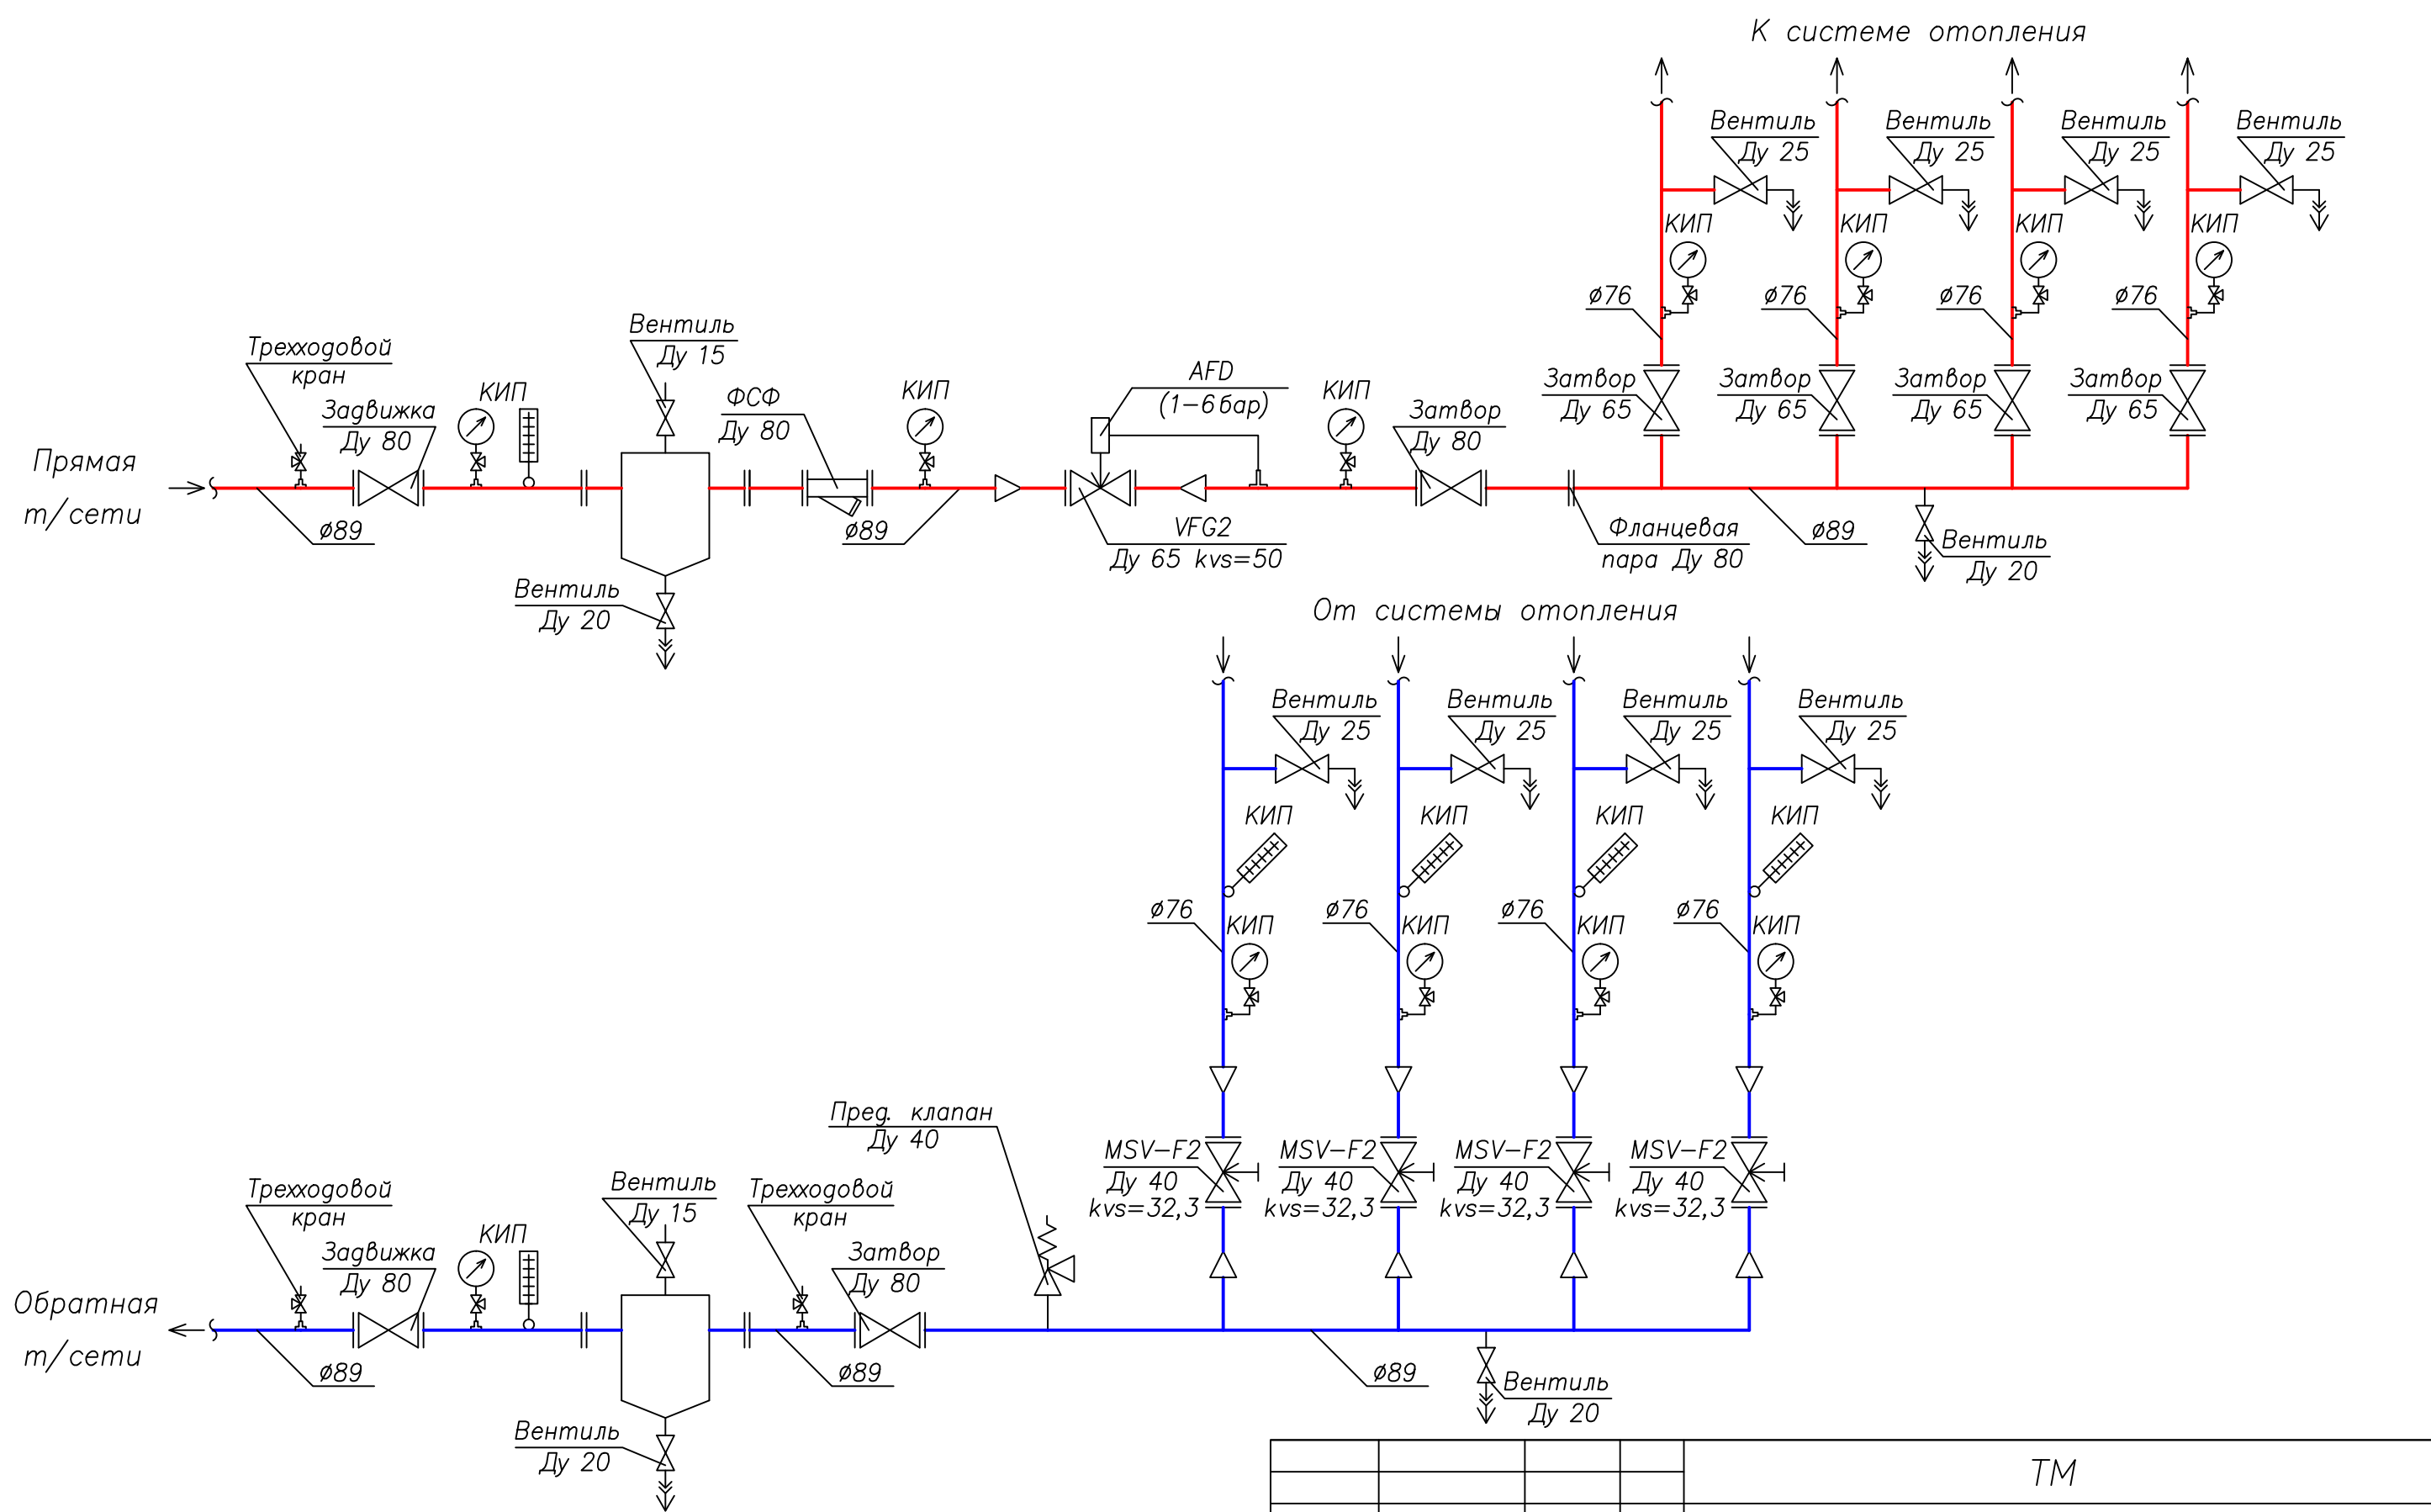 К системе отопления
Вентиль
Ду 25
Вентиль
Ду 25
Вентиль
Ду 25
Вентиль
Ду 25
КИП
КИП
КИП
КИП
ø76
ø76
ø76
ø76
Затвор
Ду 65
Затвор
Ду 65
Затвор
Ду 65
Затвор
Ду 65
Прямая
т/сети
Трехходовой
кран
Задвижка
Ду 80
КИП
ø89
Вентиль
Ду 15
Вентиль
Ду 20
ФСФ
Ду 80
КИП
ø89
AFD
(1-6 бар)
VFG2
Ду 65 kvs=50
КИП
Затвор
Ду 80
Фланцевая
пара Ду 80
ø89
Вентиль
Ду 20
От системы отопления
Вентиль
Ду 25
Вентиль
Ду 25
Вентиль
Ду 25
Вентиль
Ду 25
КИП
КИП
КИП
КИП
ø76
ø76
ø76
ø76
КИП
КИП
КИП
КИП
MSV-F2
Ду 40
kvs=32,3
MSV-F2
Ду 40
kvs=32,3
MSV-F2
Ду 40
kvs=32,3
MSV-F2
Ду 40
kvs=32,3
Обратная
т/сети
Трехходовой
кран
Задвижка
Ду 80
КИП
ø89
Вентиль
Ду 15
Вентиль
Ду 20
Трехходовой
кран
Затвор
Ду 80
ø89
Пред. клапан
Ду 40
ø89
Вентиль
Ду 20
ТМ